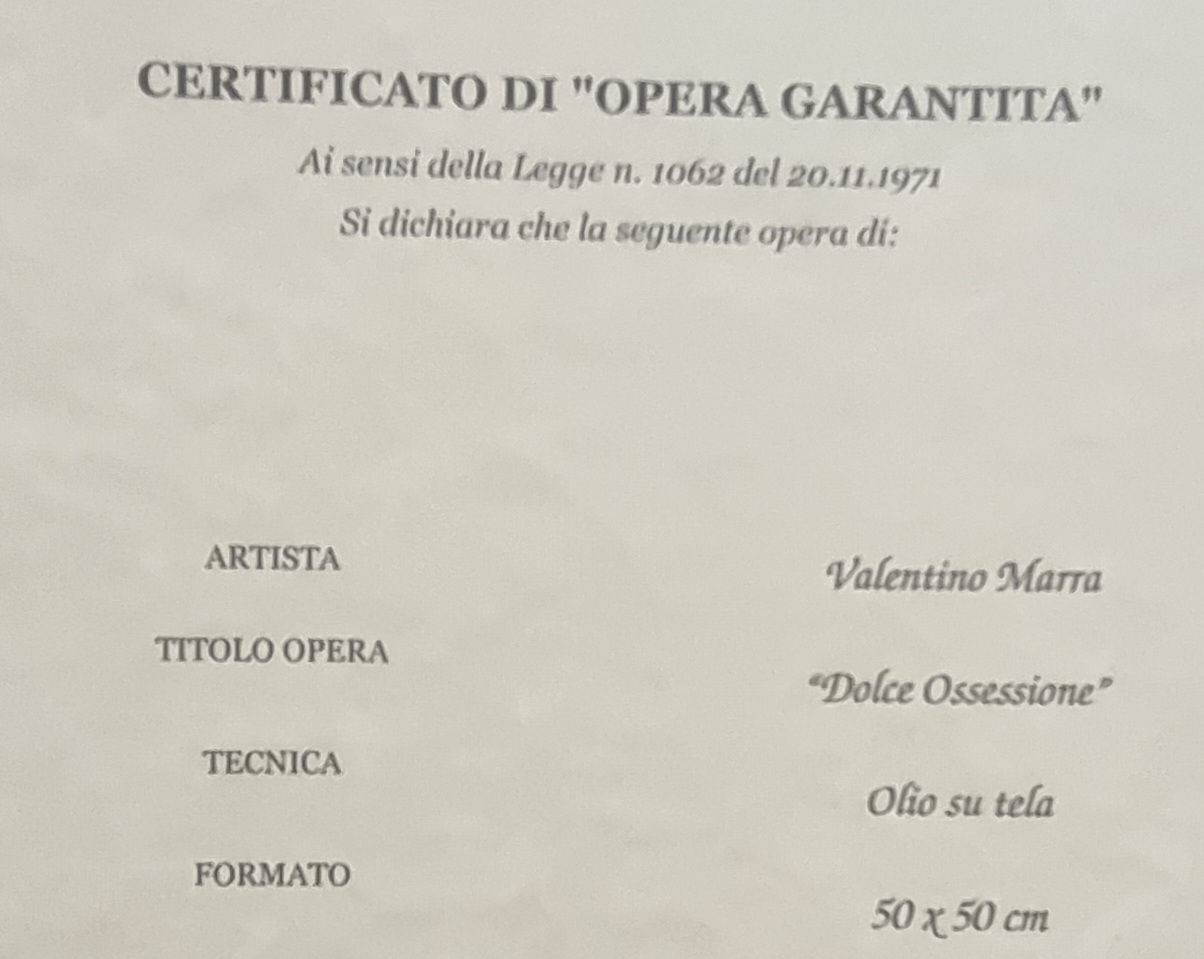 CERTIFICATO DI "OPERA GARANTITA"
Ai sensi della Legge n. 1062 del 20.11.1971
Si dichiara che la seguente opera di:
ARTISTA
Valentino Marra
TITOLO OPERA
“Dolce Ossessione”
TECNICA
Olio su tela
FORMATO
50 x 50 cm